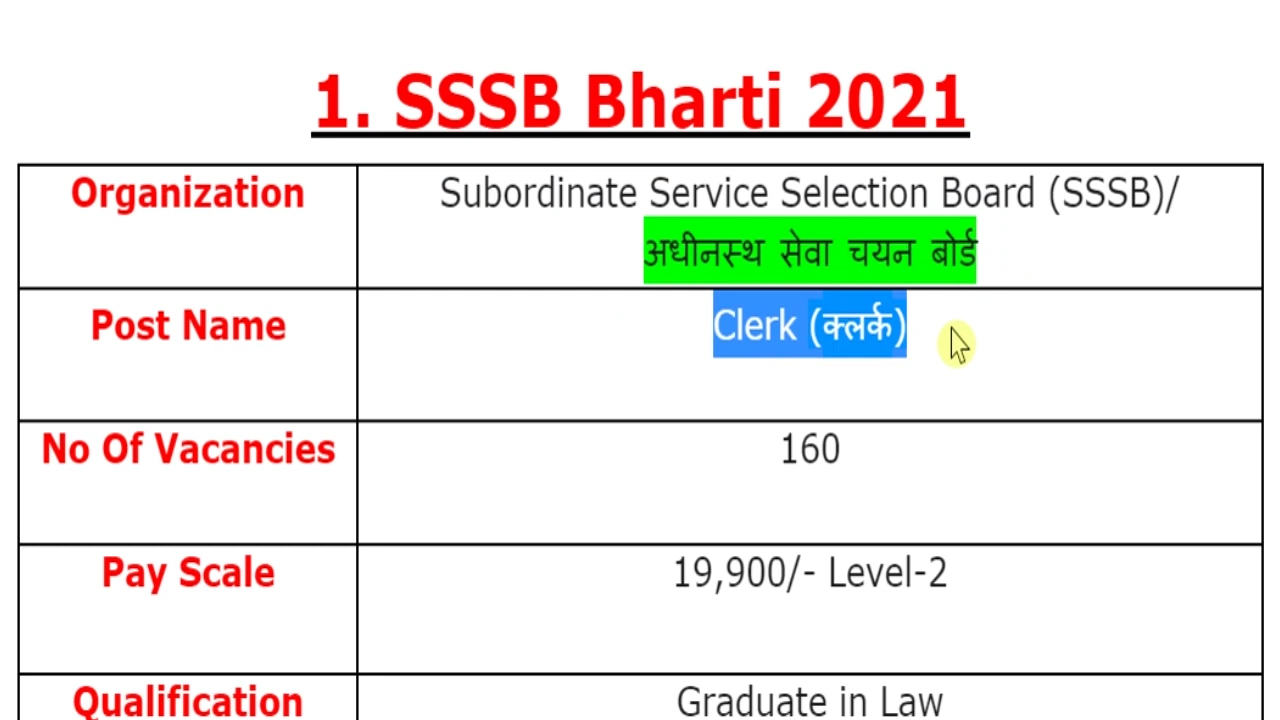 1. SSSB Bharti 2021
Organization
Subordinate Service Selection Board (SSSB)/
अधीनस्थ सेवा चयन बोर्ड
Post Name
Clerk (क्लर्क)
No Of Vacancies
160
Pay Scale
19,900/- Level-2
Qualification
Graduate in Law